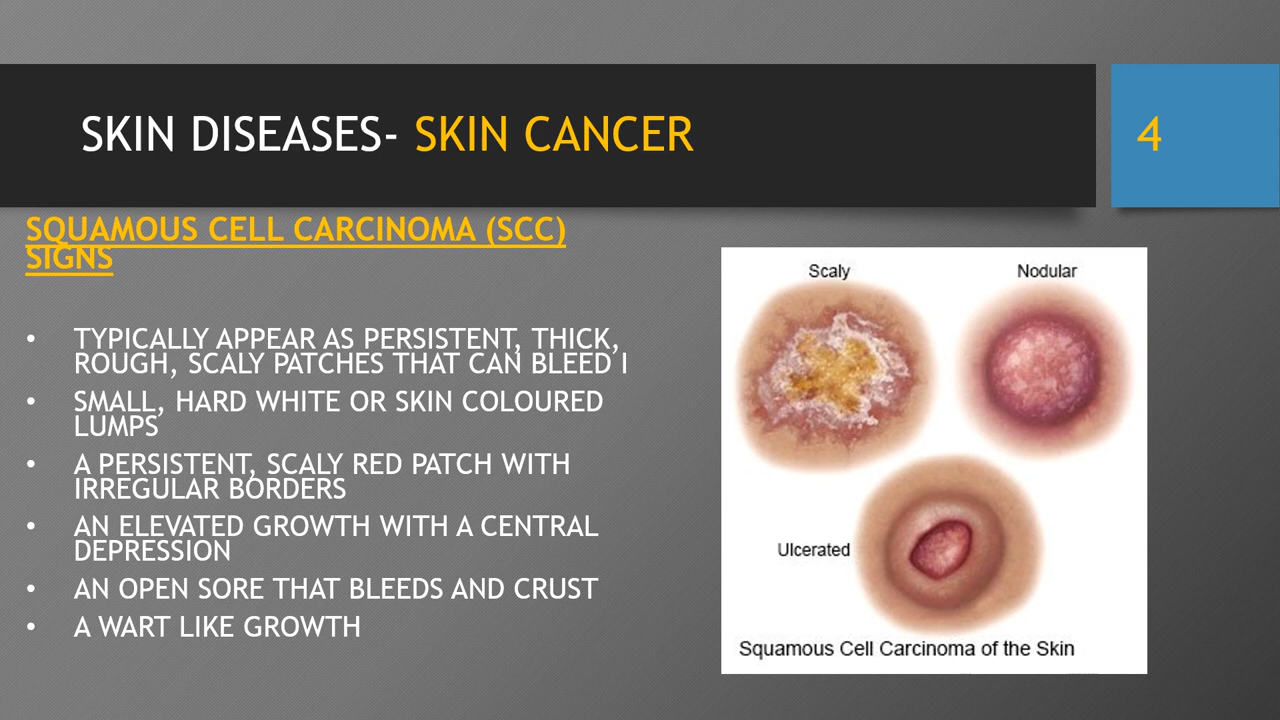 SKIN DISEASES- SKIN CANCER
4
SQUAMOUS CELL CARCINOMA (SCC)
SIGNS
• TYPICALLY APPEAR AS PERSISTENT, THICK,
ROUGH, SCALY PATCHES THAT CAN BLEED I
• SMALL, HARD WHITE OR SKIN COLOURED
LUMPS
• A PERSISTENT, SCALY RED PATCH WITH
IRREGULAR BORDERS
• AN ELEVATED GROWTH WITH A CENTRAL
DEPRESSION
• AN OPEN SORE THAT BLEEDS AND CRUST
• A WART LIKE GROWTH
Scaly
Nodular
Ulcerated
Squamous Cell Carcinoma of the Skin